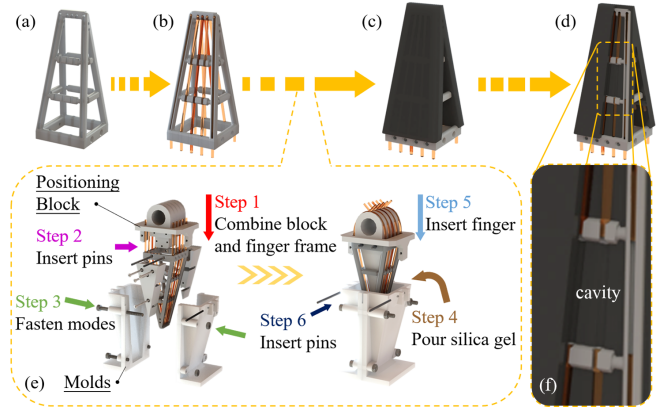 (a)
(b)
(c)
(d)
Positioning
Block
Step 1
Combine block
and finger frame
Step 2
Insert pins
Step 3
Fasten modes
Molds
(e)
Step 5
Insert finger
Step 4
Pour silica gel
Step 6
Insert pins
cavity
(f)